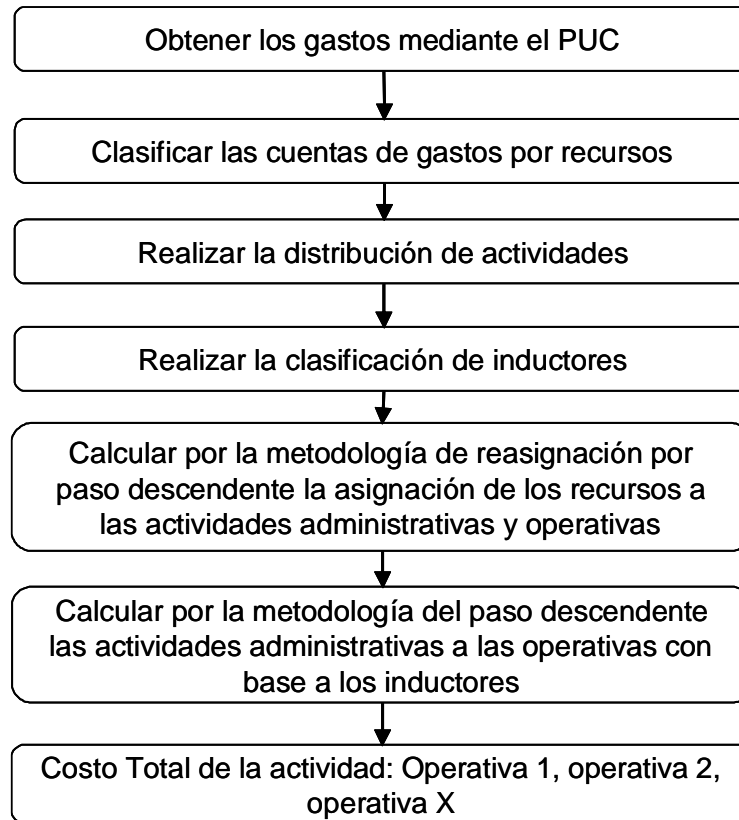 Obtener los gastos mediante el PUC
Clasificar las cuentas de gastos por recursos
Realizar la distribución de actividades
Realizar la clasificación de inductores
Calcular por la metodología de reasignación por
paso descendente la asignación de los recursos a
las actividades administrativas y operativas
Calcular por la metodología del paso descendente
las actividades administrativas a las operativas con
base a los inductores
Costo Total de la actividad: Operativa 1, operativa 2,
operativa X